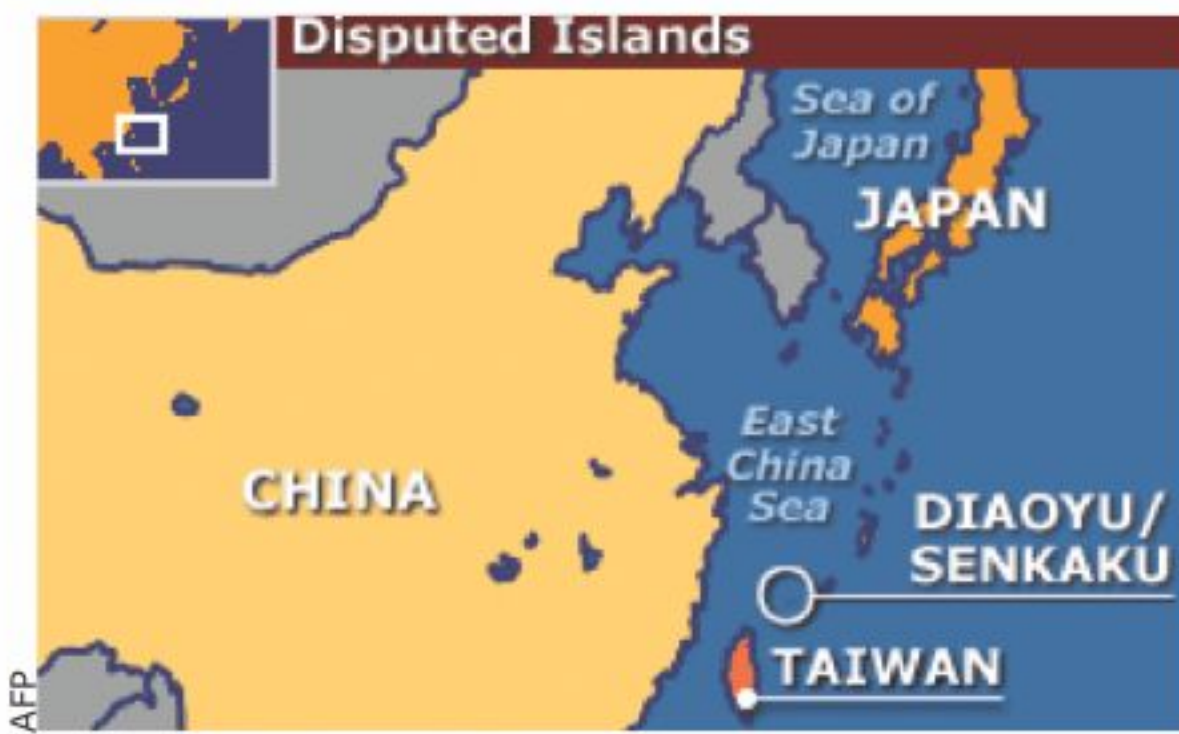 Disputed Islands
Sea of
Japan
JAPAN
East
China
Sea
CHINA
DIAOYU/
SENKAKU
TAIWAN
AFP